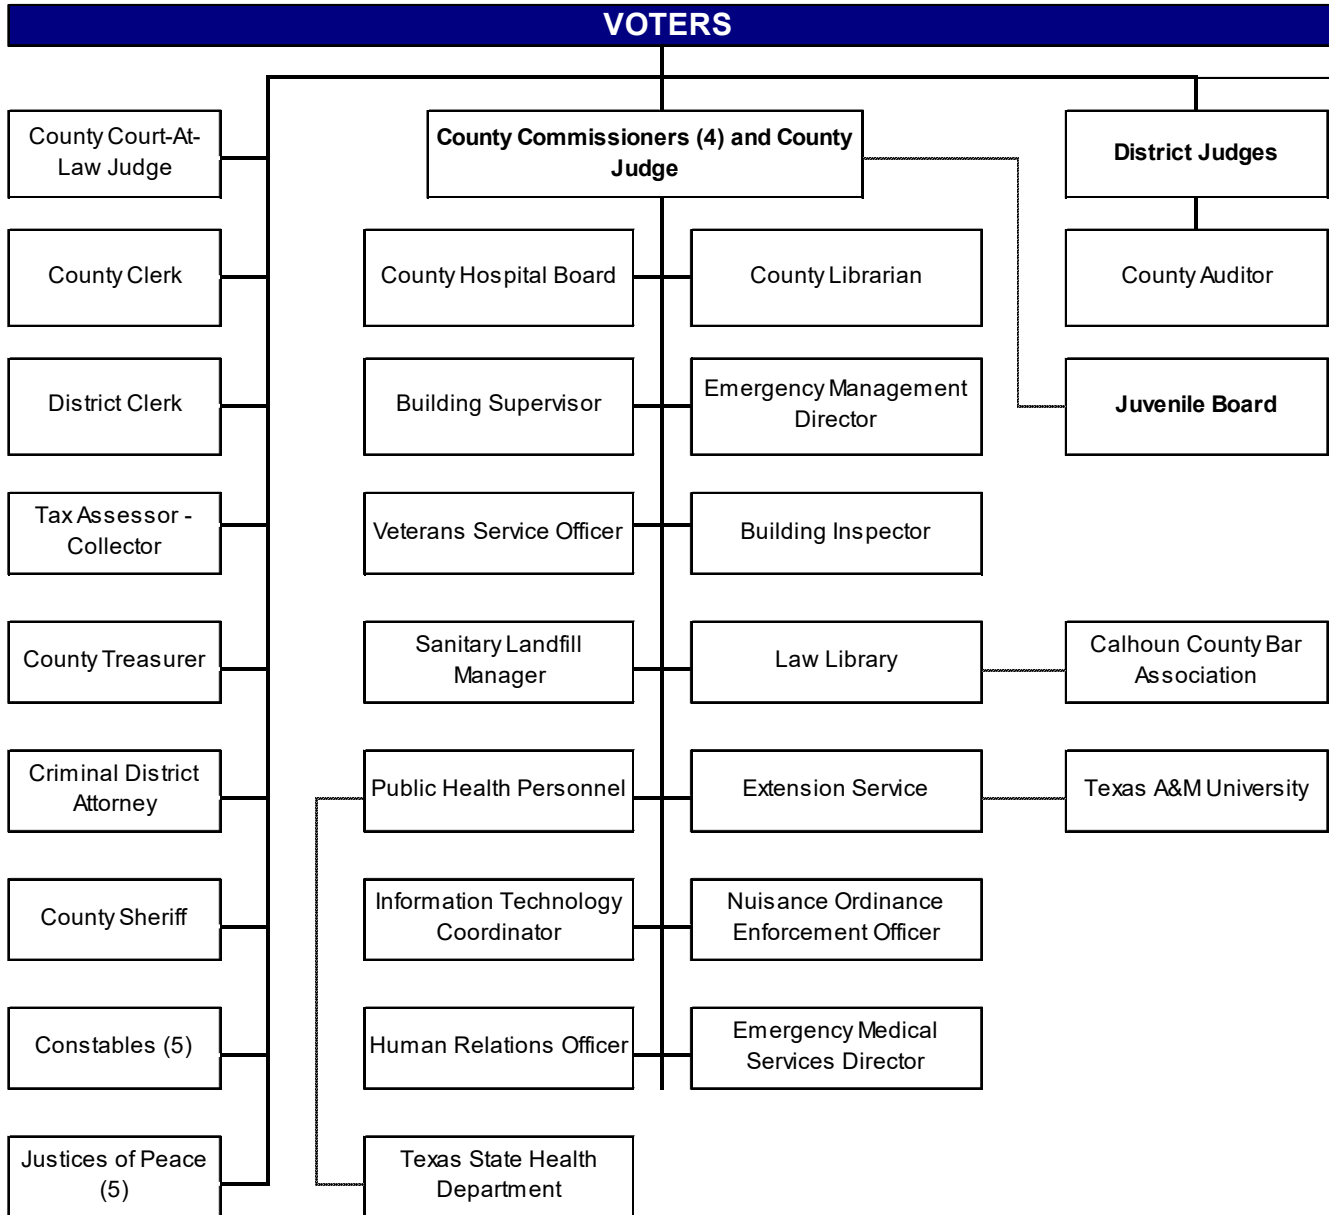 VOTERS
County Court-At-
Law Judge
County Commissioners (4) and County
Judge
District Judges
County Clerk
County Hospital Board
County Librarian
County Auditor
District Clerk
Building Supervisor
Emergency Management
Director
Juvenile Board
Tax Assessor -
Collector
Veterans Service Officer
Building Inspector
County Treasurer
Sanitary Landfill
Manager
Law Library
Calhoun County Bar
Association
Criminal District
Attorney
Public Health Personnel
Extension Service
Texas A&M University
County Sheriff
Information Technology
Coordinator
Nuisance Ordinance
Enforcement Officer
Constables (5)
Human Relations Officer
Emergency Medical
Services Director
Justices of Peace
(5)
Texas State Health
Department